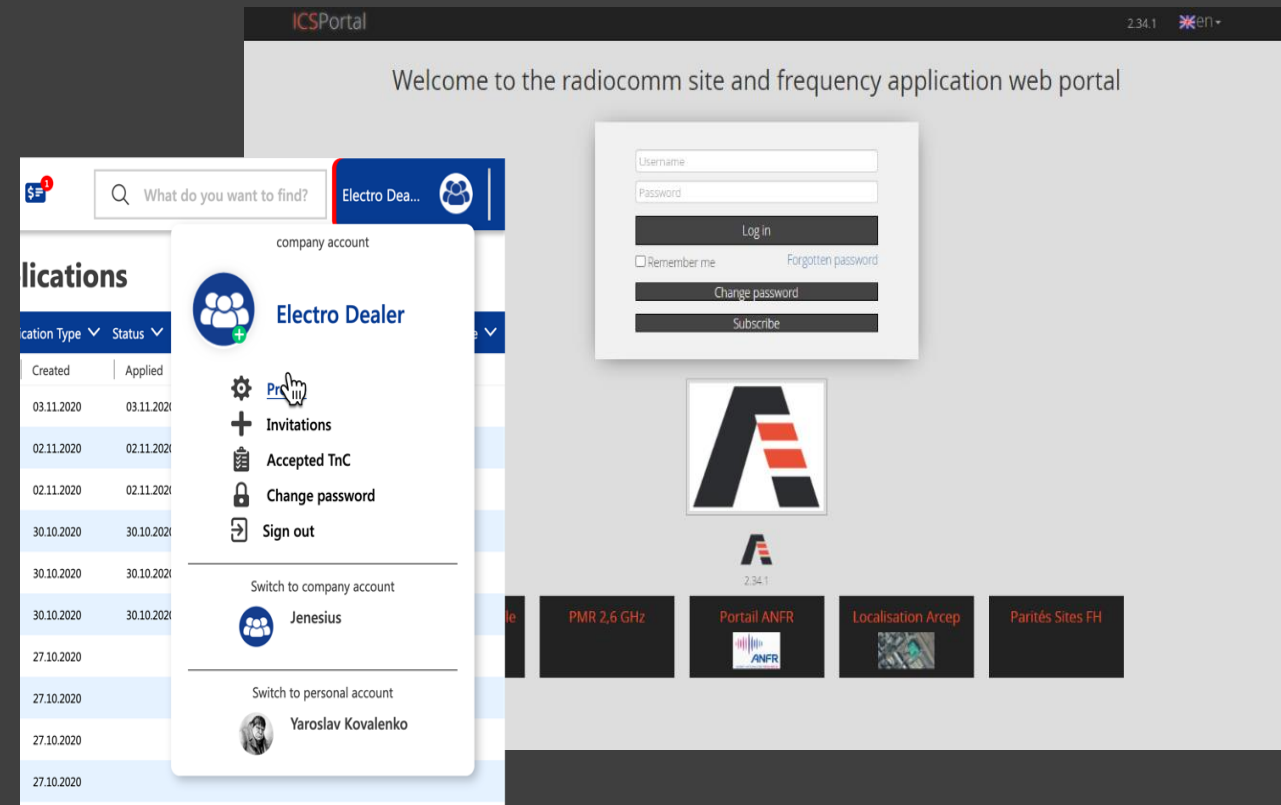 ICSPortal
2.34.1
en
Welcome to the radiocomm site and frequency application web portal
Username
Password
Log in
Remember me
Forgotten password
Change password
Subscribe
2.34.1
PMR 2,6 GHz
Portail ANFR
ANFR
Localisation Arcep
Parités Sites FH
1
What do you want to find?
Electro Dea...
lications
ication Type
Status
Created
Applied
03.11.2020
03.11.2020
02.11.2020
02.11.2020
02.11.2020
02.11.2020
30.10.2020
30.10.2020
30.10.2020
30.10.2020
30.10.2020
30.10.2020
27.10.2020
27.10.2020
27.10.2020
27.10.2020
company account
Electro Dealer
Invitations
Accepted TnC
Change password
Sign out
Switch to company account
Jenesius
Switch to personal account
Yaroslav Kovalenko